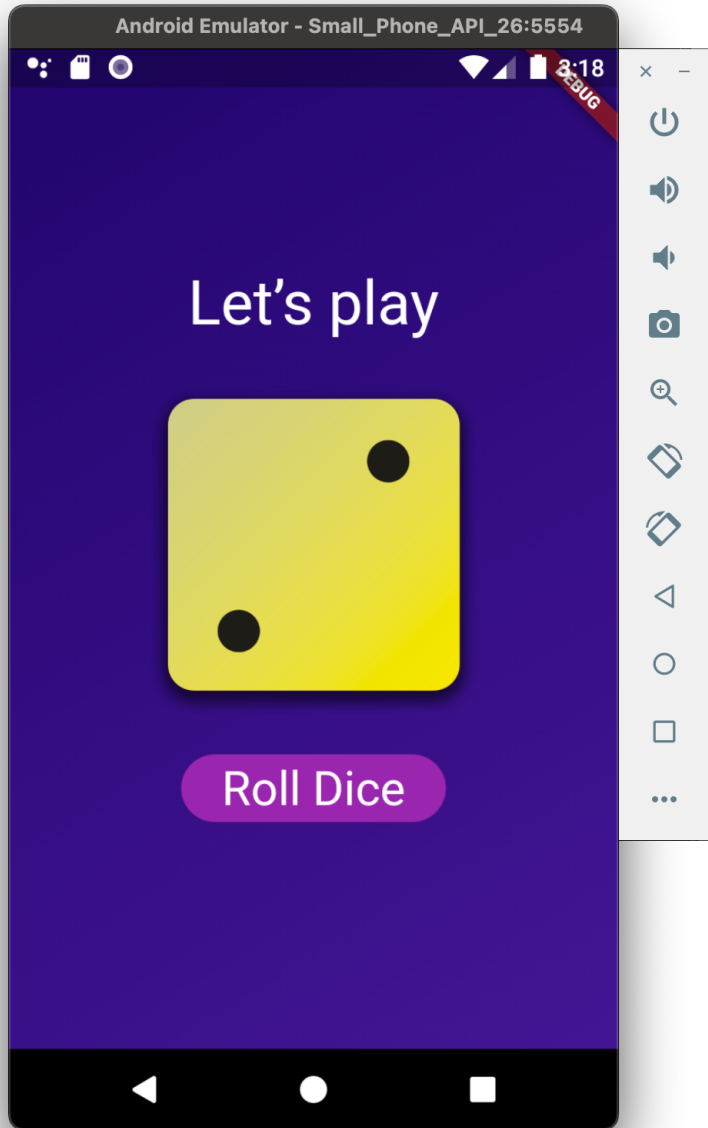 Android Emulator - Small_Phone_API_26:5554
3:18
DEBUG
Let’s play
Roll Dice